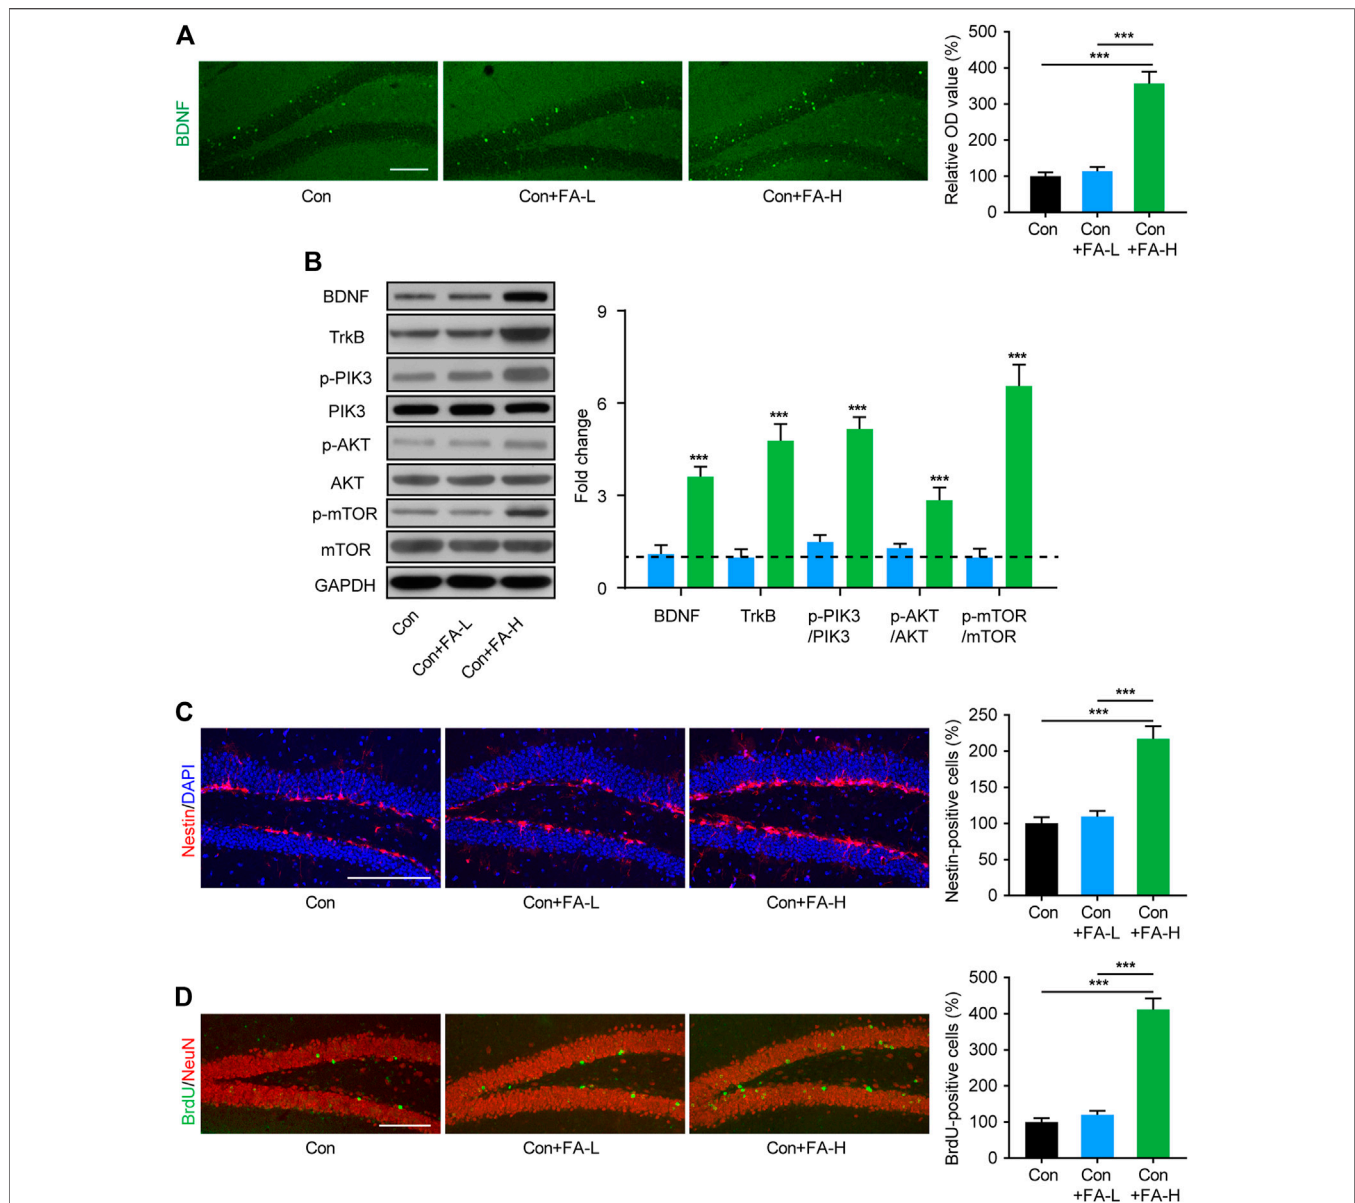 A
BDNF
Con
Con+FA-L
Con+FA-H
Relative OD value (%)
500
400
300
200
100
0
***
***
Con
Con
+FA-L
Con
+FA-H
B
BDNF
TrkB
p-PIK3
PIK3
p-AKT
AKT
p-mTOR
mTOR
GAPDH
Con
Con+FA-L
Con+FA-H
Fold change
9
6
3
0
***
***
***
***
***
BDNF
TrkB
p-PIK3
/PIK3
p-AKT
/AKT
p-mTOR
/mTOR
C
Nestin/DAPI
Con
Con+FA-L
Con+FA-H
Nestin-positive cells (%)
250
200
150
100
50
0
***
***
Con
Con
+FA-L
Con
+FA-H
D
BrdU/NeuN
Con
Con+FA-L
Con+FA-H
BrdU-positive cells (%)
500
400
300
200
100
0
***
***
Con
Con
+FA-L
Con
+FA-H